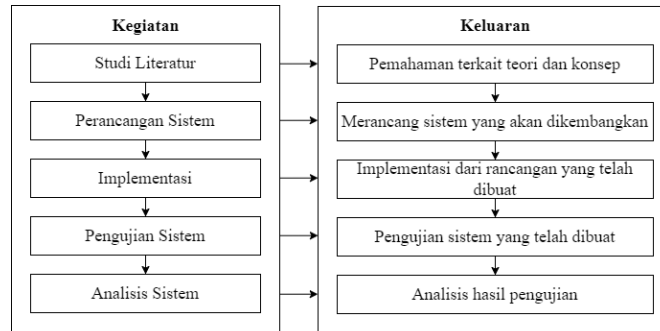 Kegiatan
Studi Literatur
Perancangan Sistem
Implementasi
Pengujian Sistem
Analisis Sistem
Keluaran
Pemahaman terkait teori dan konsep
Merancang sistem yang akan dikembangkan
Implementasi dari rancangan yang telah
dibuat
Pengujian sistem yang telah dibuat
Analisis hasil pengujian